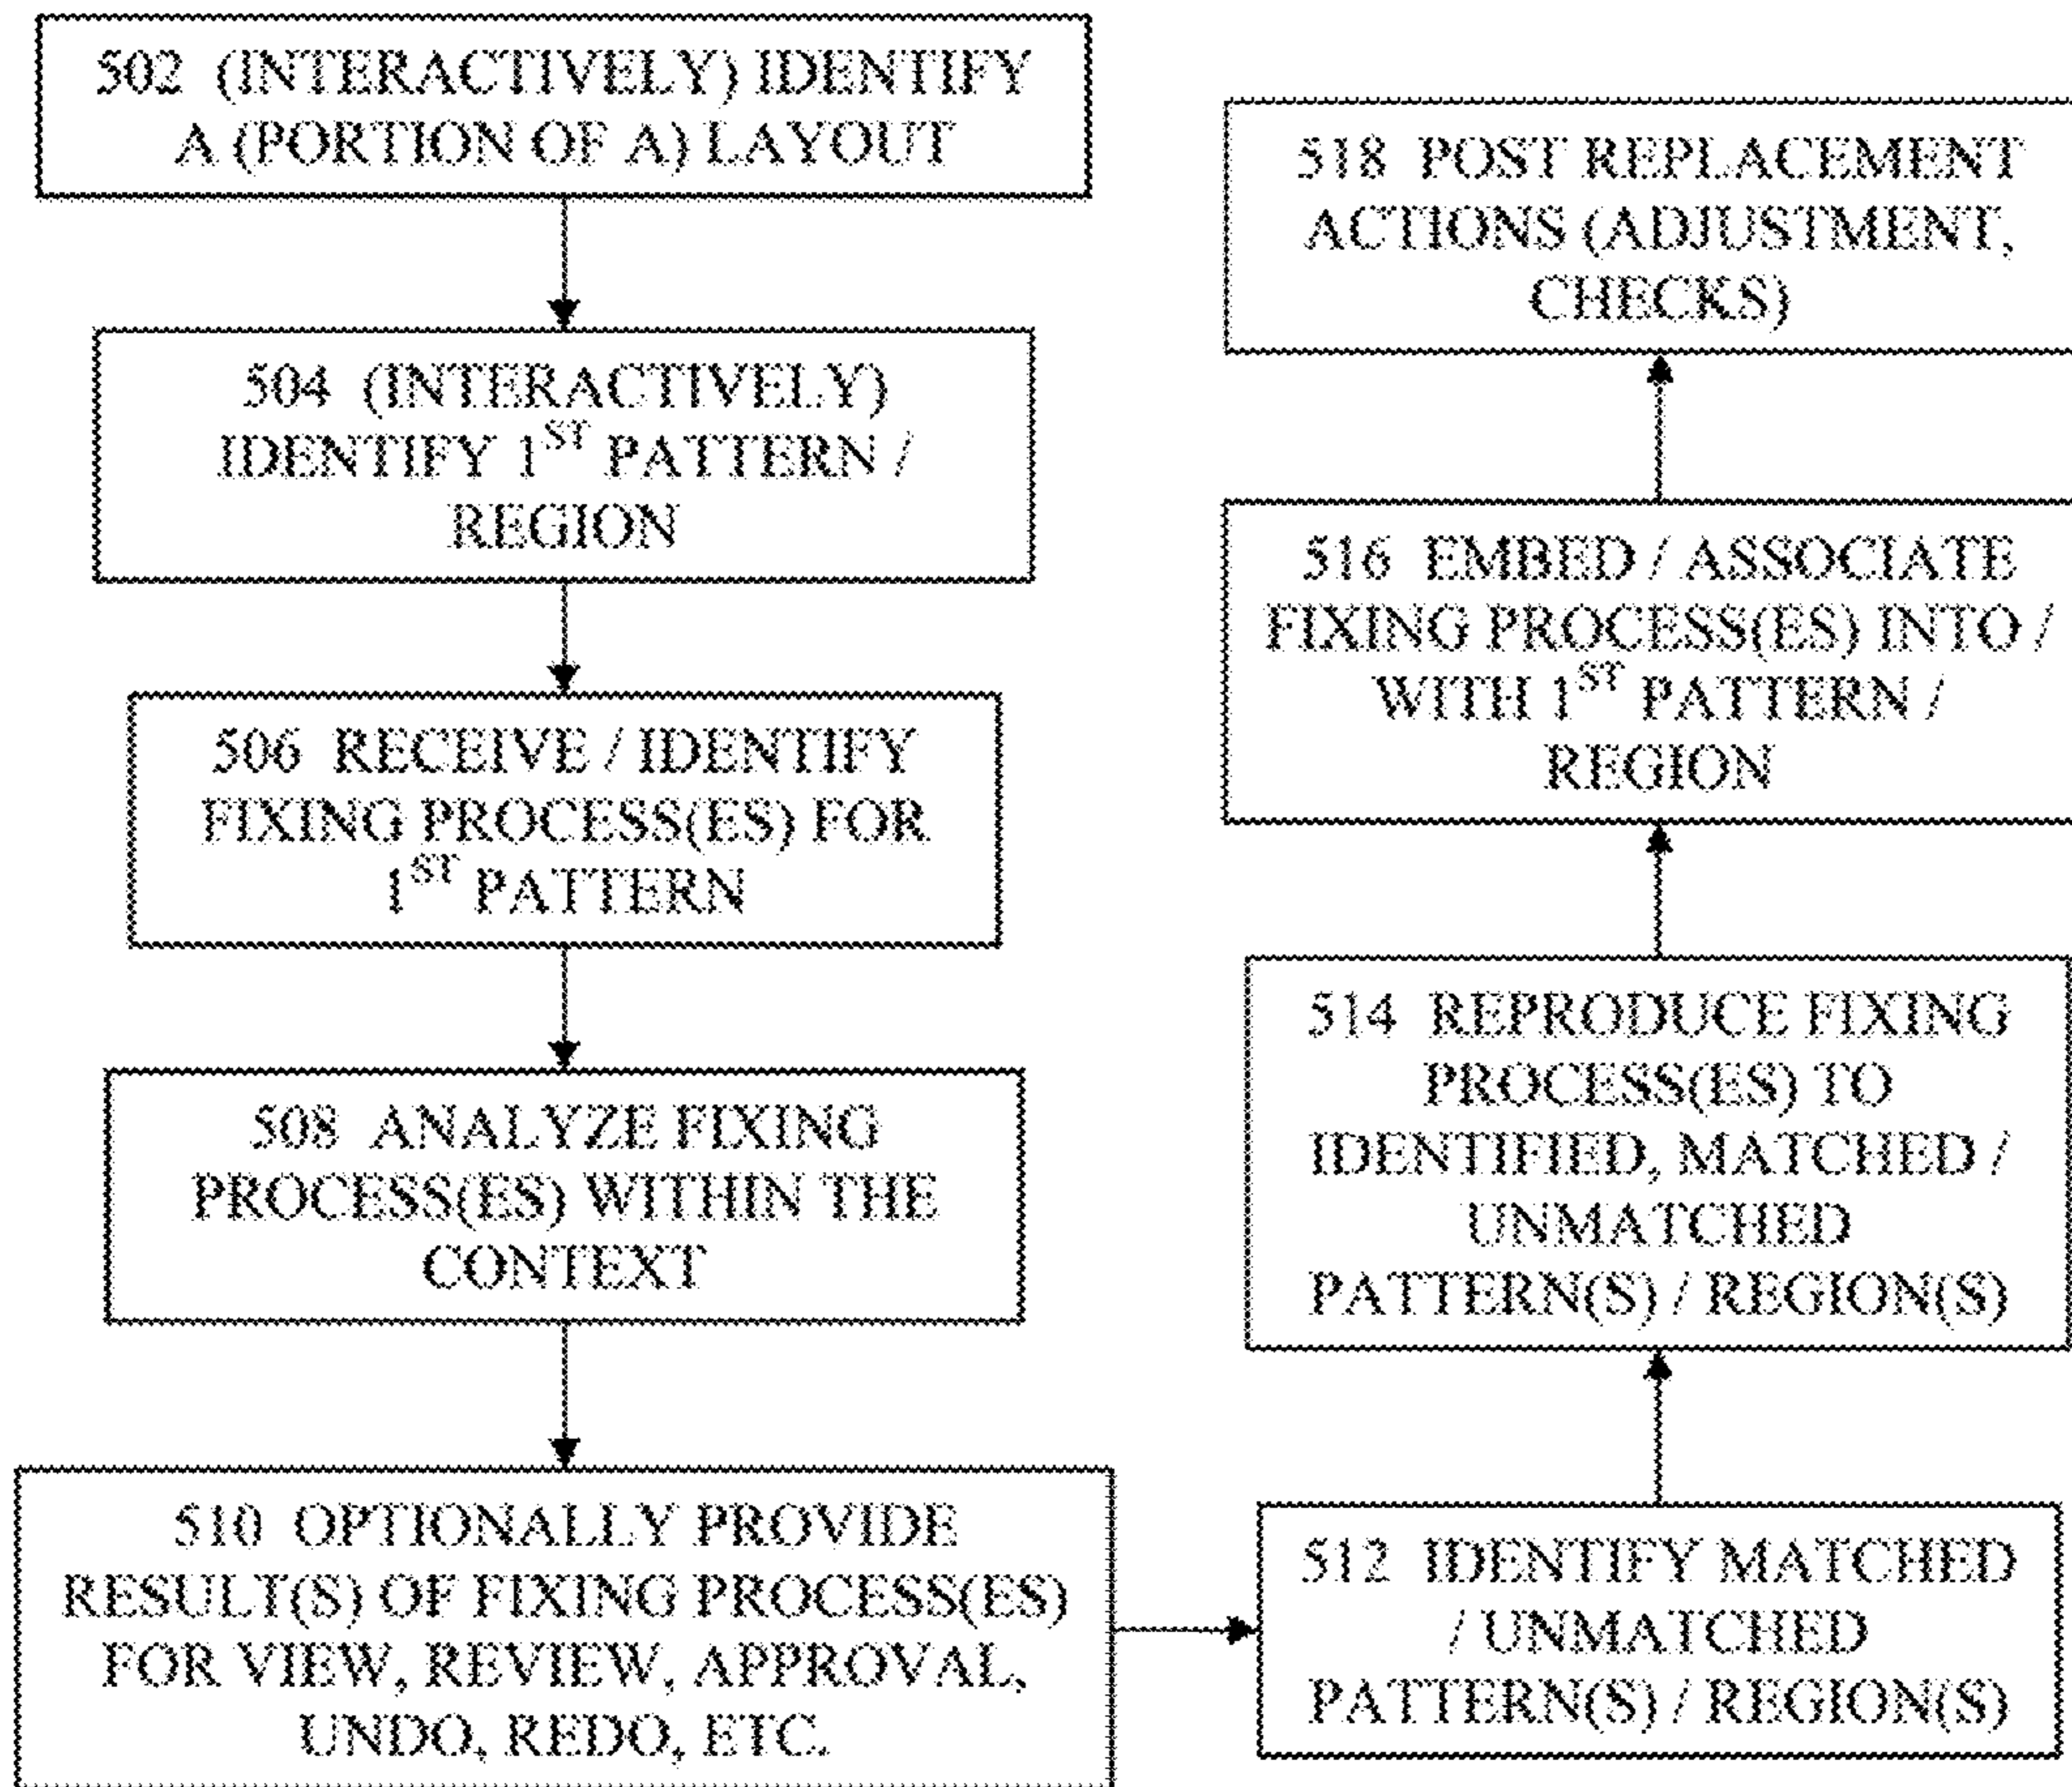 502 (INTERACTIVELY) IDENTIFY
A (PORTION OF A) LAYOUT
504 (INTERACTIVELY)
IDENTIFY 1ST PATTERN /
REGION
506 RECEIVE / IDENTIFY
FIXING PROCESS(ES) FOR
1ST PATTERN
508 ANALYZE FIXING
PROCESS(ES) WITHIN THE
CONTEXT
510 OPTIONALLY PROVIDE
RESULT(S) OF FIXING PROCESS(ES)
FOR VIEW, REVIEW, APPROVAL,
UNDO, REDO, ETC.
512 IDENTIFY MATCHED
/ UNMATCHED
PATTERN(S) / REGION(S)
514 REPRODUCE FIXING
PROCESS(ES) TO
IDENTIFIED, MATCHED /
UNMATCHED
PATTERN(S) / REGION(S)
516 EMBED / ASSOCIATE
FIXING PROCESS(ES) INTO /
WITH 1ST PATTERN /
REGION
518 POST REPLACEMENT
ACTIONS (ADJUSTMENT,
CHECKS)